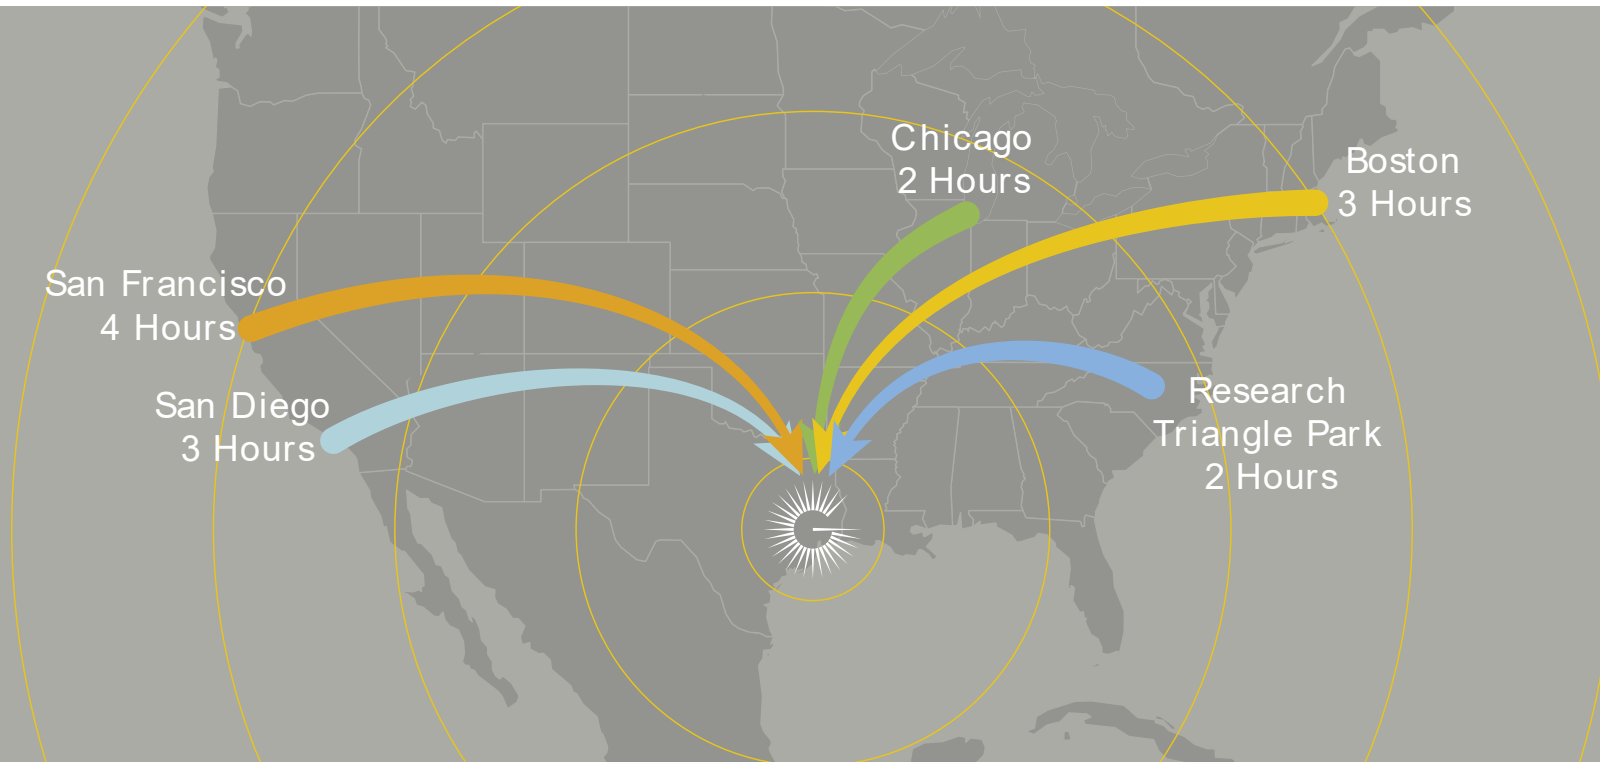 Chicago
2 Hours
Boston
3 Hours
San Francisco
4 Hours
San Diego
3 Hours
Research
Triangle Park
2 Hours